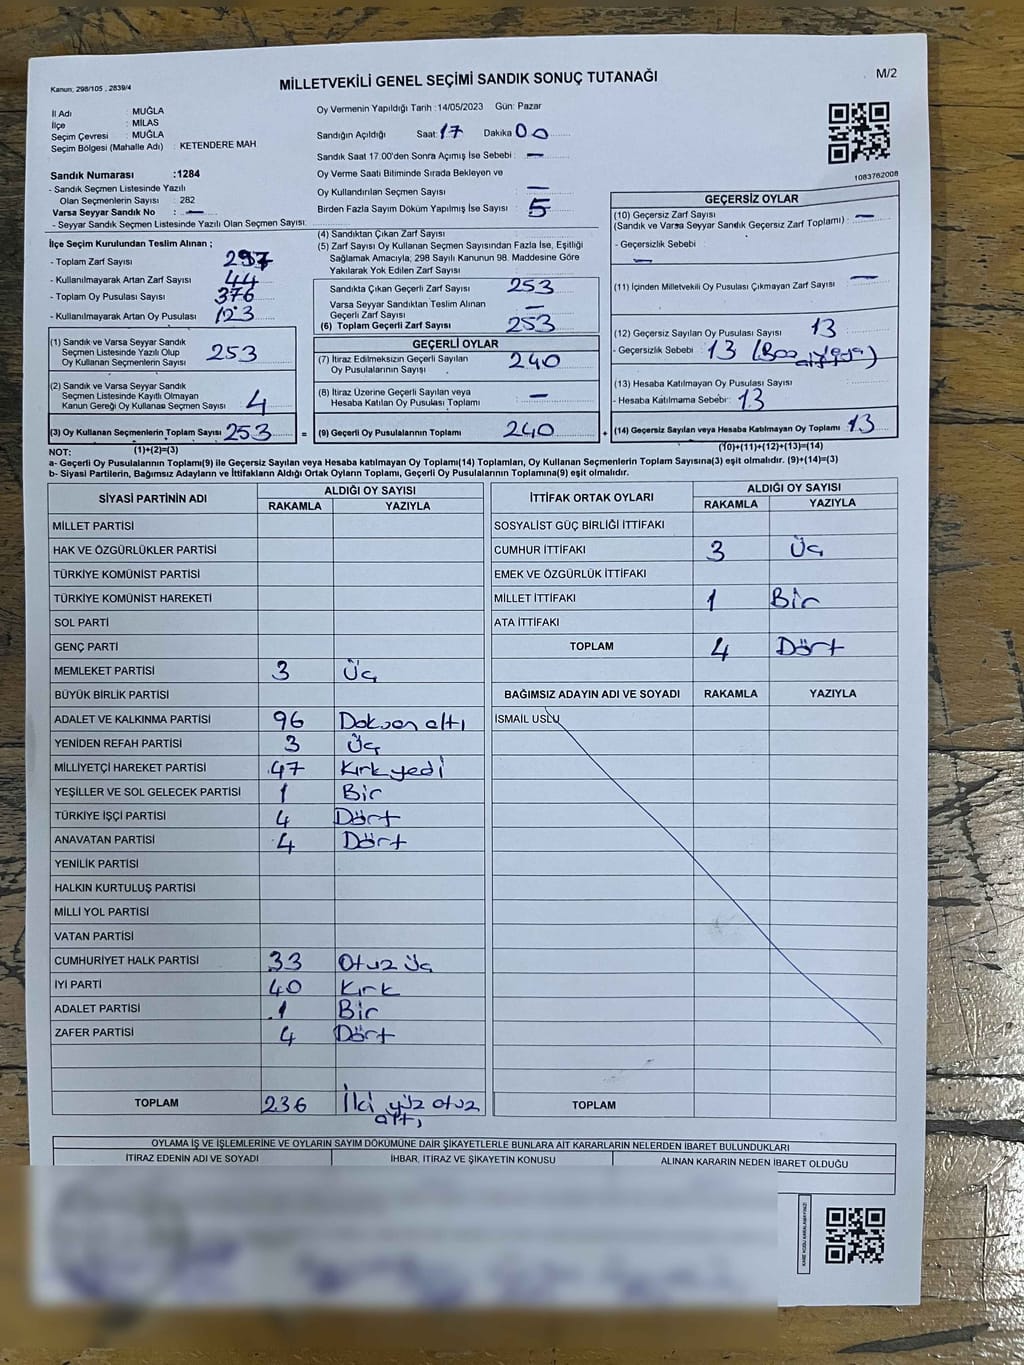 Kanun; 298/105 , 2839/4
MİLLETVEKİLİ GENEL SEÇİMİ SANDIK SONUÇ TUTANAĞI
M/2
İl Adı MUĞLA
İlçe : MİLAS
Seçim Çevresi : MUĞLA
Seçim Bölgesi (Mahalle Adı) : KETENDERE MAH
Sandık Numarası :1284
- Sandık Seçmen Listesinde Yazılı
Olan Seçmenlerin Sayısı : 282
Varsa Seyyar Sandık No : —
- Seyyar Sandık Seçmen Listesinde Yazılı Olan Seçmen Sayısı:
Oy Vermenin Yapıldığı Tarih :14/05/2023 Gün: Pazar
Sandığın Açıldığı Saat: 17 Dakika 00
Sandık Saat 17.00'den Sonra Açımış İse Sebebi : —
Oy Verme Saati Bitiminde Sırada Bekleyen ve
Oy Kullandırılan Seçmen Sayısı : —
Birden Fazla Sayım Döküm Yapılmış İse Sayısı : 5
1083762008
İlçe Seçim Kurulundan Teslim Alınan ;
- Toplam Zarf Sayısı 297
- Kullanılmayarak Artan Zarf Sayısı : 44
- Toplam Oy Pusulası Sayısı 376
- Kullanılmayarak Artan Oy Pusulası : 123
(1) Sandık ve Varsa Seyyar Sandık
Seçmen Listesinde Yazılı Olup
Oy Kullanan Seçmenlerin Sayısı 253
(2) Sandık ve Varsa Seyyar Sandık
Seçmen Listesinde Kayıtlı Olmayan
Kanun Gereği Oy Kullanan Seçmen Sayısı 4
(3) Oy Kullanan Seçmenlerin Toplam Sayısı 253 =
(1)+(2)=(3)
(4) Sandıktan Çıkan Zarf Sayısı
(5) Zarf Sayısı Oy Kullanan Seçmen Sayısından Fazla İse, Eşitliği
Sağlamak Amacıyla, 298 Sayılı Kanunun 98. Maddesine Göre
Yakılarak Yok Edilen Zarf Sayısı :
Sandıkta Çıkan Geçerli Zarf Sayısı 253
Varsa Seyyar Sandıktan Teslim Alınan
Geçerli Zarf Sayısı : —
(6) Toplam Geçerli Zarf Sayısı 253
GEÇERLİ OYLAR
(7) İtiraz Edilmeksizin Geçerli Sayılan
Oy Pusulalarının Sayısı : 240
(8) İtiraz Üzerine Geçerli Sayılan veya
Hesaba Katılan Oy Pusulası Toplamı : —
(9) Geçerli Oy Pusulalarının Toplamı : 240 +
GEÇERSİZ OYLAR
(10) Geçersiz Zarf Sayısı
(Sandık ve Varsa Seyyar Sandık Geçersiz Zarf Toplamı) : —
- Geçersizlik Sebebi :
—
(11) İçinden Milletvekili Oy Pusulası Çıkmayan Zarf Sayısı : —
(12) Geçersiz Sayılan Oy Pusulası Sayısı 13
- Geçersizlik Sebebi : 13
(13) Hesaba Katılmayan Oy Pusulası Sayısı
- Hesaba Katılmama Sebebi : 13
(14) Geçersiz Sayılan veya Hesaba Katılmayan Oy Toplamı 13
(10)+(11)+(12)+(13)=(14)
NOT:
a- Geçerli Oy Pusulalarının Toplamı(9) ile Geçersiz Sayılan veya Hesaba katılmayan Oy Toplamı(14) Toplamları, Oy Kullanan Seçmenlerin Toplam Sayısına(3) eşit olmalıdır. (9)+(14)=(3)
b- Siyasi Partilerin, Bağımsız Adayların ve İttifakların Aldığı Ortak Oyların Toplamı, Geçerli Oy Pusulalarının Toplamına(9) eşit olmalıdır.
SİYASİ PARTİNİN ADI ALDIĞI OY SAYISI
RAKAMLA YAZIYLA
MİLLET PARTİSİ
HAK VE ÖZGÜRLÜKLER PARTİSİ
TÜRKİYE KOMÜNİST PARTİSİ
TÜRKİYE KOMÜNİST HAREKETİ
SOL PARTİ
GENÇ PARTİ
MEMLEKET PARTİSİ 3 Üç
BÜYÜK BİRLİK PARTİSİ
ADALET VE KALKINMA PARTİSİ 96 Doksan altı
YENİDEN REFAH PARTİSİ 3 Üç
MİLLİYETÇİ HAREKET PARTİSİ 47 Kırk yedi
YEŞİLLER VE SOL GELECEK PARTİSİ 1 Bir
TÜRKİYE İŞÇİ PARTİSİ 4 Dört
ANAVATAN PARTİSİ 4 Dört
YENİLİK PARTİSİ
HALKIN KURTULUŞ PARTİSİ
MİLLİ YOL PARTİSİ
VATAN PARTİSİ
CUMHURİYET HALK PARTİSİ 33 Otuz üç
İYİ PARTİ 40 Kırk
ADALET PARTİSİ 1 Bir
ZAFER PARTİSİ 4 Dört
TOPLAM 236 İki yüz otuz
altı
İTTİFAK ORTAK OYLARI ALDIĞI OY SAYISI
RAKAMLA YAZIYLA
SOSYALİST GÜÇ BİRLİĞİ İTTİFAKI
CUMHUR İTTİFAKI 3 Üç
EMEK VE ÖZGÜRLÜK İTTİFAKI
MİLLET İTTİFAKI 1 Bir
ATA İTTİFAKI
TOPLAM 4 Dört
BAĞIMSIZ ADAYIN ADI VE SOYADI RAKAMLA YAZIYLA
İSMAİL USLU
TOPLAM
OYLAMA İŞ VE İŞLEMLERİNE VE OYLARIN SAYIM DÖKÜMÜNE DAİR ŞİKAYETLERLE BUNLARA AİT KARARLARIN NELERDEN İBARET BULUNDUKLARI
İTİRAZ EDENİN ADI VE SOYADI İHBAR, İTİRAZ VE ŞİKAYETİN KONUSU ALINAN KARARIN NEDEN İBARET OLDUĞU